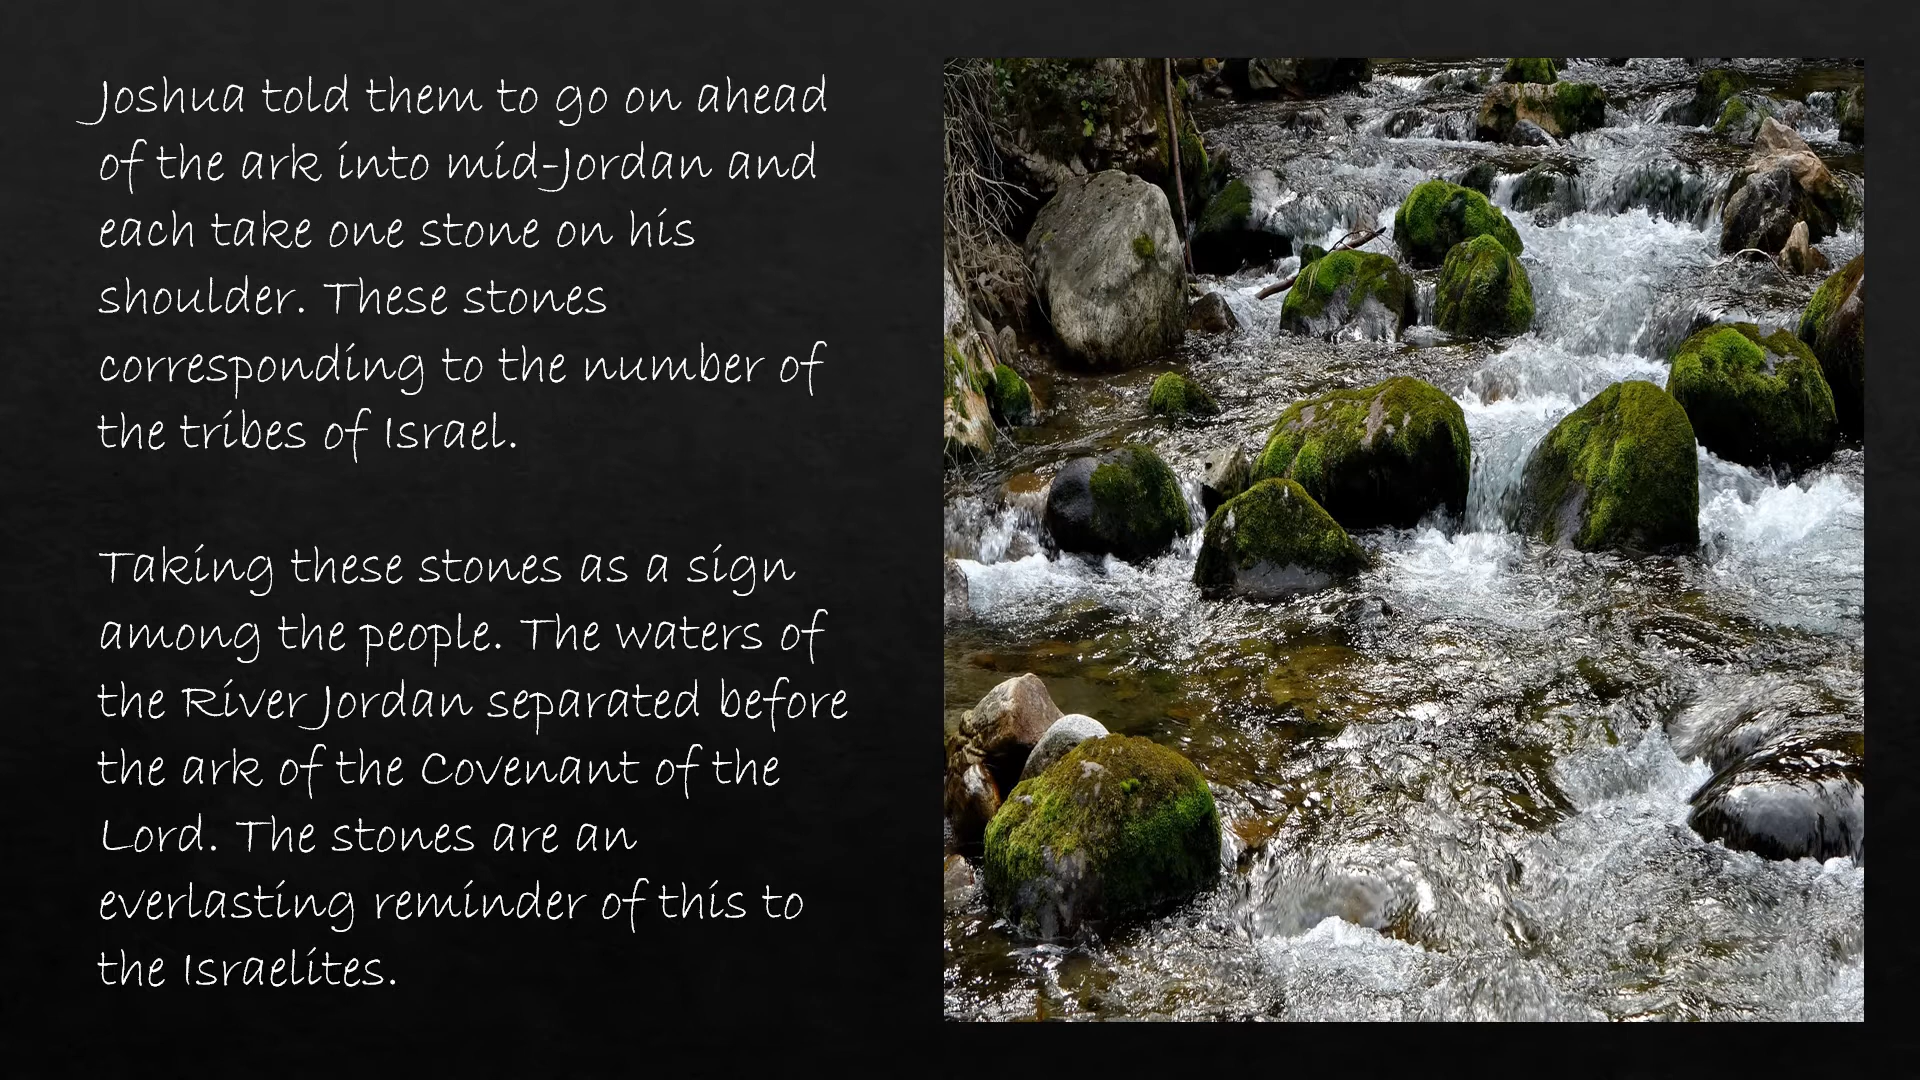 Joshua told them to go on ahead
of the ark into mid-Jordan and
each take one stone on his
shoulder. These stones
corresponding to the number of
the tribes of Israel.
Taking these stones as a sign
among the people. The waters of
the River Jordan separated before
the ark of the Covenant of the
Lord. The stones are an
everlasting reminder of this to
the Israelites.